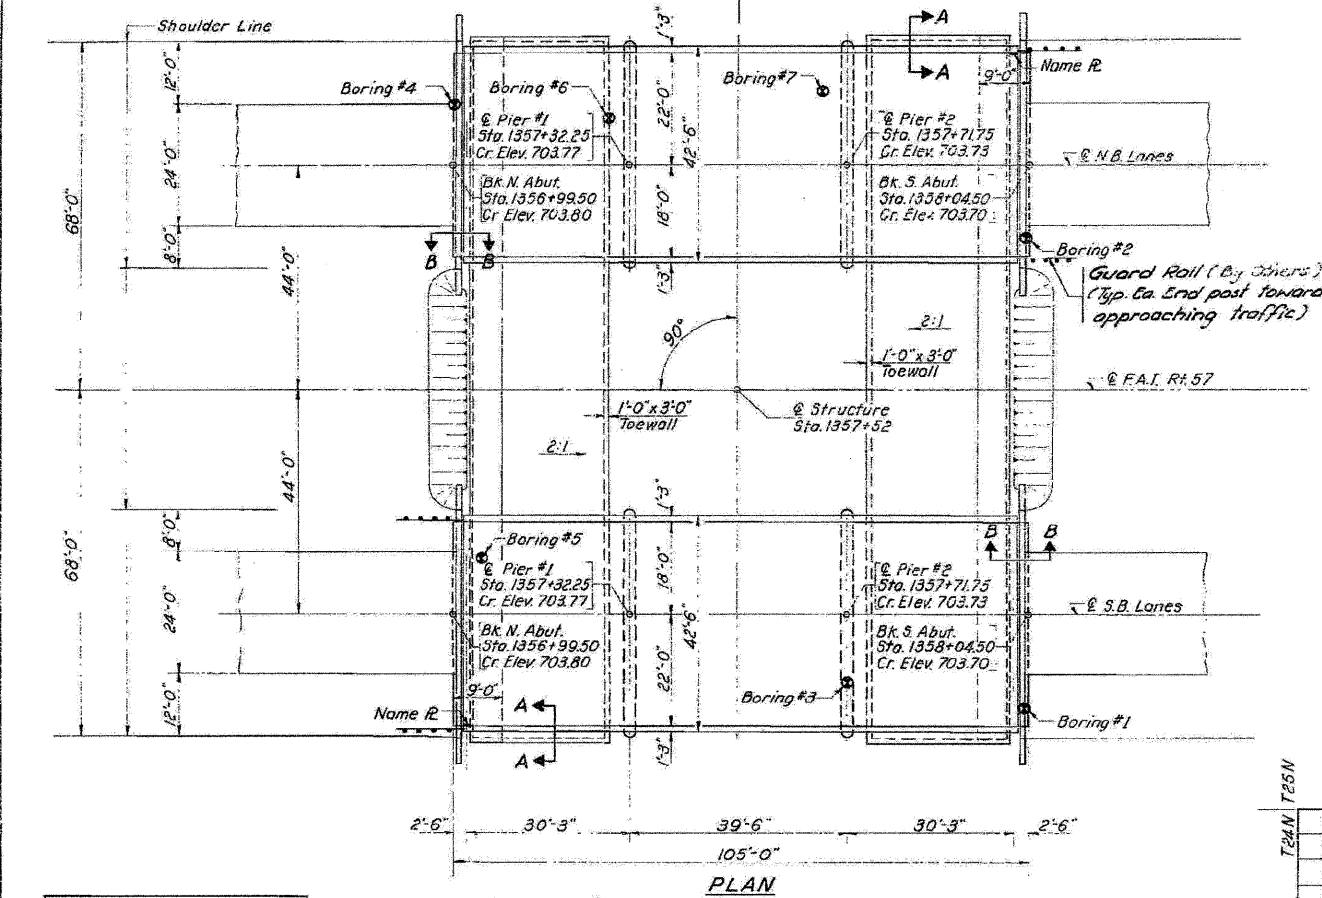 Shoulder Line
1'-3"
A
A
Name ℞
9'-0"
12'-0"
Boring #4
Boring #6
Boring #7
22'-0"
42'-6"
℄ Pier #1
Sta. 1357+32.25
Cr. Elev. 703.77
℄ Pier #2
Sta. 1357+71.75
Cr. Elev. 703.73
24'-0"
℄ N.B. Lanes
68'-0"
Bk. N. Abut.
Sta. 1356+99.50
Cr Elev. 703.80
18'-0"
Bk. S. Abut.
Sta. 1358+04.50
Cr. Elev. 703.70
8'-0"
44'-0"
B
B
1'-3"
Boring #2
Guard Rail (By Others)
(Typ. Ea. End post toward
approaching traffic)
90°
2:1
1'-0" x 3'-0"
Toewall
℄ F.A.I. Rt. 57
1'-0" x 3'-0"
Toewall
℄ Structure
Sta. 1357+52
2:1
44'-0"
1'-3"
8'-0"
Boring #5
B
B
68'-0"
℄ Pier #1
Sta. 1357+32.25
Cr. Elev. 703.77
18'-0"
℄ Pier #2
Sta. 1357+71.75
Cr. Elev. 703.73
24'-0"
42'-6"
℄ S.B. Lanes
Bk. N. Abut.
Sta. 1356+99.50
Cr Elev. 703.80
Bk. S. Abut.
Sta. 1358+04.50
Cr. Elev. 703.70
22'-0"
9'-0"
12'-0"
Name ℞
A
A
Boring #3
Boring #1
1'-3"
2'-6"
30'-3"
39'-6"
30'-3"
2'-6"
105'-0"
PLAN
T25N
T24N